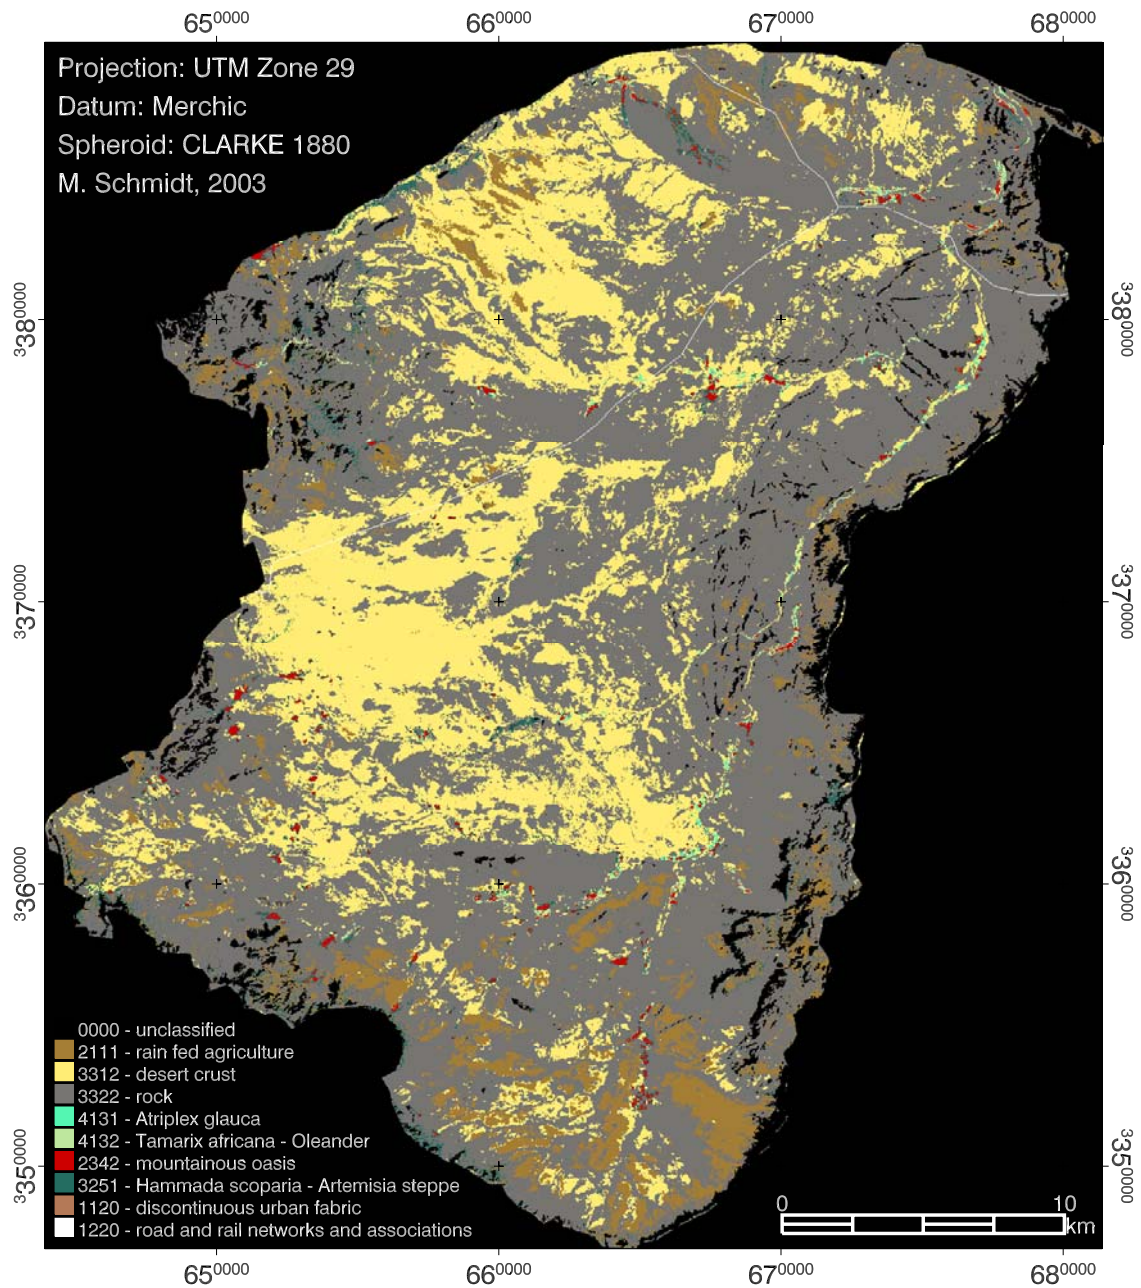 65⁰⁰⁰⁰ 66⁰⁰⁰⁰ 67⁰⁰⁰⁰ 68⁰⁰⁰⁰
Projection: UTM Zone 29
Datum: Merchic
Spheroid: CLARKE 1880
M. Schmidt, 2003
³38⁰⁰⁰⁰ ³38⁰⁰⁰⁰
³37⁰⁰⁰⁰ ³37⁰⁰⁰⁰
³36⁰⁰⁰⁰ ³36⁰⁰⁰⁰
³35⁰⁰⁰⁰ ³35⁰⁰⁰⁰
0000 - unclassified
2111 - rain fed agriculture
3312 - desert crust
3322 - rock
4131 - Atriplex glauca
4132 - Tamarix africana - Oleander
2342 - mountainous oasis
3251 - Hammada scoparia - Artemisia steppe
1120 - discontinuous urban fabric
1220 - road and rail networks and associations
0 10
km
65⁰⁰⁰⁰ 66⁰⁰⁰⁰ 67⁰⁰⁰⁰ 68⁰⁰⁰⁰